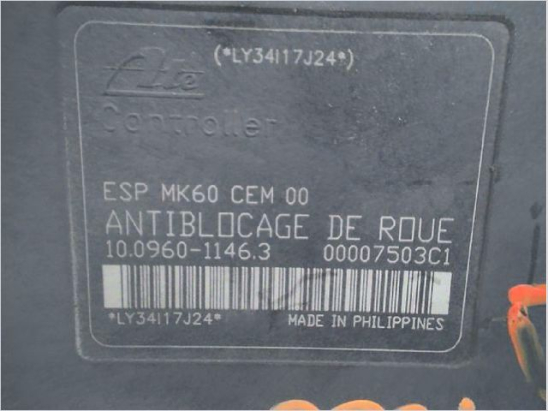 (*LY34I17J24*)
Ate
Controller
ESP MK60 CEM 00
ANTIBLOCAGE DE ROUE
10.0960-1146.3 00007503C1
*LY34I17J24* MADE IN PHILIPPINES